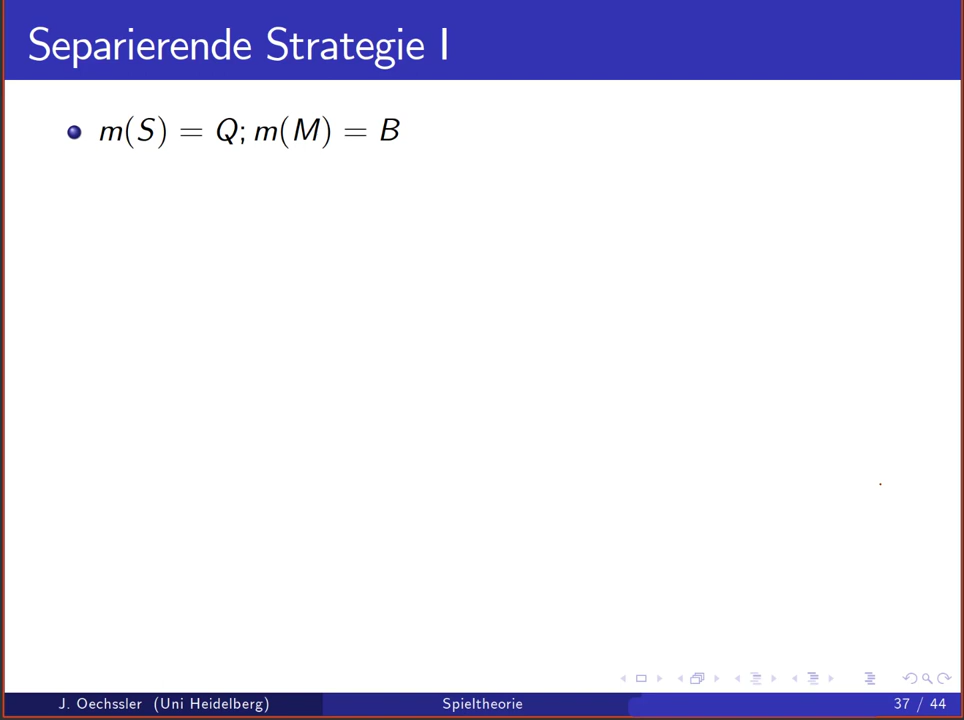 Separierende Strategie I
m(S) = Q; m(M) = B
J. Oechssler (Uni Heidelberg)
Spieltheorie
37 / 44